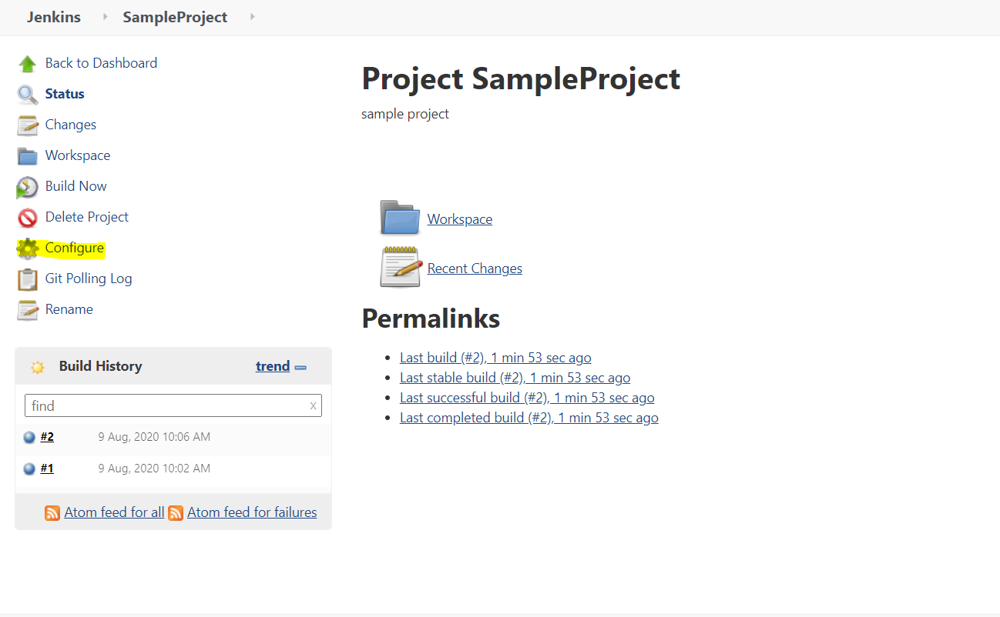 Jenkins SampleProject
Back to Dashboard
Status
Changes
Workspace
Build Now
Delete Project
Configure
Git Polling Log
Rename
Build History trend
find x
#2 9 Aug, 2020 10:06 AM
#1 9 Aug, 2020 10:02 AM
Atom feed for all Atom feed for failures
Project SampleProject
sample project
Workspace
Recent Changes
Permalinks
Last build (#2), 1 min 53 sec ago
Last stable build (#2), 1 min 53 sec ago
Last successful build (#2), 1 min 53 sec ago
Last completed build (#2), 1 min 53 sec ago